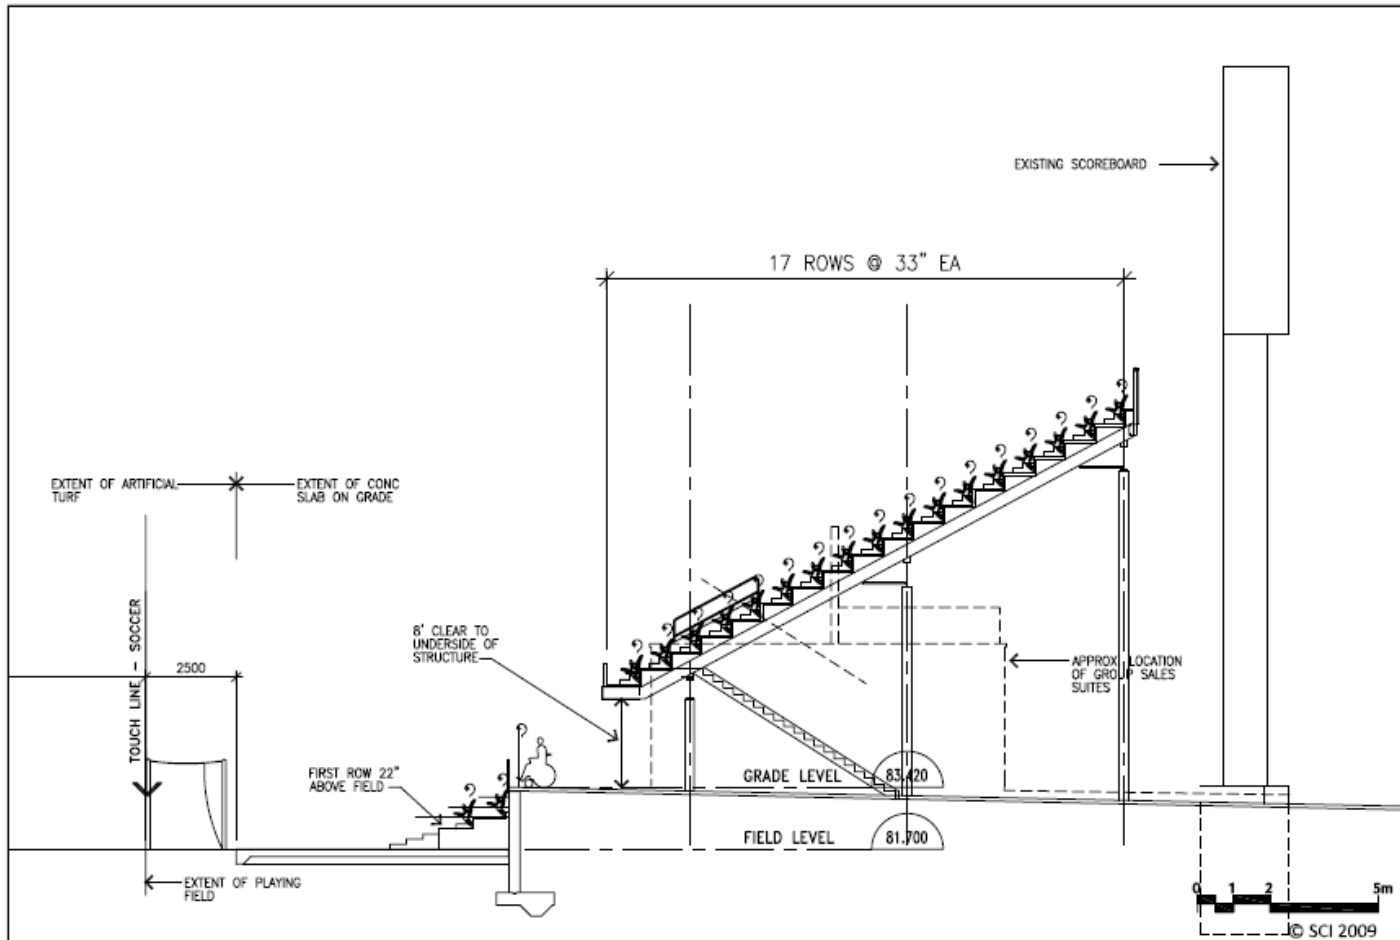 EXISTING SCOREBOARD
17 ROWS @ 33" EA
EXTENT OF ARTIFICIAL
TURF
EXTENT OF CONC
SLAB ON GRADE
8' CLEAR TO
UNDERSIDE OF
STRUCTURE
TOUCH LINE - SOCCER
2500
APPROX LOCATION
OF GROUP SALES
SUITES
FIRST ROW 22"
ABOVE FIELD
GRADE LEVEL
83.420
FIELD LEVEL
81.700
EXTENT OF PLAYING
FIELD
0 1 2 5m
© SCI 2009